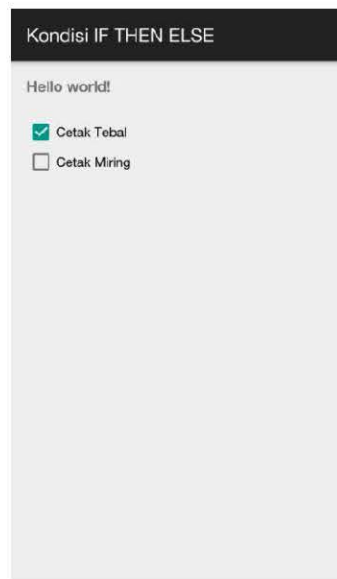 Kondisi IF THEN ELSE
Hello world!
Cetak Tebal
Cetak Miring